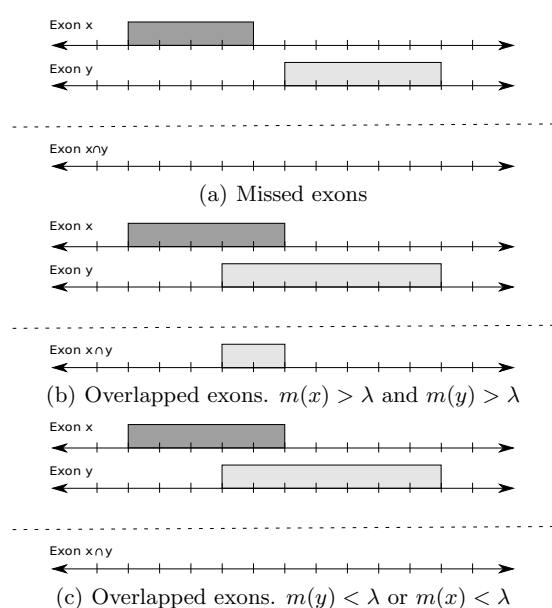 Exon x
Exon y
Exon x∩y
(a) Missed exons
Exon x
Exon y
Exon x∩y
(b) Overlapped exons. m(x) > λ and m(y) > λ
Exon x
Exon y
Exon x∩y
(c) Overlapped exons. m(y) < λ or m(x) < λ